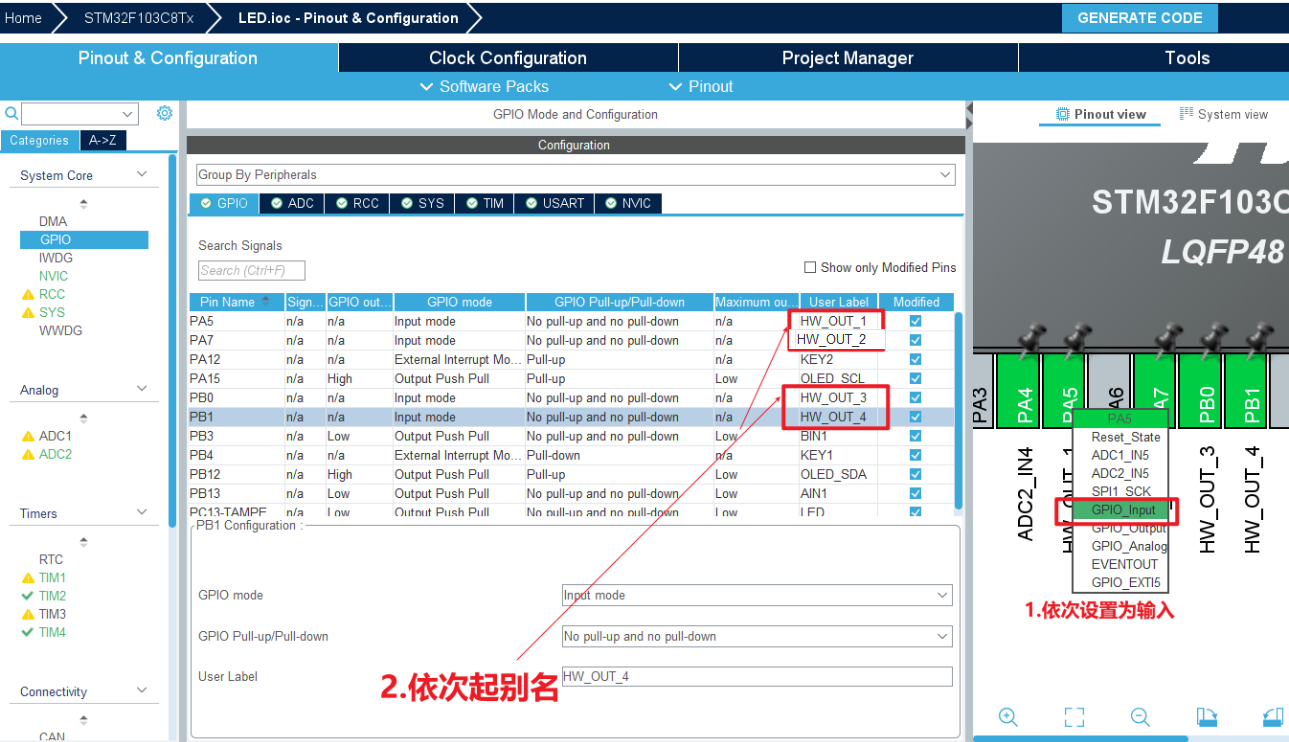 Home STM32F103C8Tx LED.ioc - Pinout & Configuration GENERATE CODE
Pinout & Configuration Clock Configuration Project Manager Tools
Software Packs Pinout
GPIO Mode and Configuration
Pinout view System view
Categories A->Z
Configuration
System Core
DMA
GPIO
IWDG
NVIC
RCC
SYS
WWDG
Analog
ADC1
ADC2
Timers
RTC
TIM1
TIM2
TIM3
TIM4
Connectivity
CAN
Group By Peripherals
GPIO ADC RCC SYS TIM USART NVIC
Search Signals
Search (Ctrl+F)
Show only Modified Pins
Pin Name Sign... GPIO out... GPIO mode GPIO Pull-up/Pull-down Maximum ou... User Label Modified
PA5 n/a n/a Input mode No pull-up and no pull-down n/a HW_OUT_1
PA7 n/a n/a Input mode No pull-up and no pull-down n/a HW_OUT_2
PA12 n/a n/a External Interrupt Mo... Pull-up n/a KEY2
PA15 n/a High Output Push Pull Pull-up Low OLED_SCL
PB0 n/a n/a Input mode No pull-up and no pull-down n/a HW_OUT_3
PB1 n/a n/a Input mode No pull-up and no pull-down n/a HW_OUT_4
PB3 n/a Low Output Push Pull No pull-up and no pull-down Low BIN1
PB4 n/a n/a External Interrupt Mo... Pull-down n/a KEY1
PB12 n/a High Output Push Pull Pull-up Low OLED_SDA
PB13 n/a Low Output Push Pull No pull-up and no pull-down Low AIN1
PC13-TAMPE n/a Low Output Push Pull No pull-up and no pull-down Low LED
PB1 Configuration :
GPIO mode Input mode
GPIO Pull-up/Pull-down No pull-up and no pull-down
User Label HW_OUT_4
2.依次起别名
STM32F103C
LQFP48
PA3 PA4 PA5 A6 A7 PB0 PB1
ADC2_IN4
HW_OUT_3
HW_OUT_4
PA5
Reset_State
ADC1_IN5
ADC2_IN5
SPI1_SCK
GPIO_Input
GPIO_Output
GPIO_Analog
EVENTOUT
GPIO_EXTI5
1.依次设置为输入